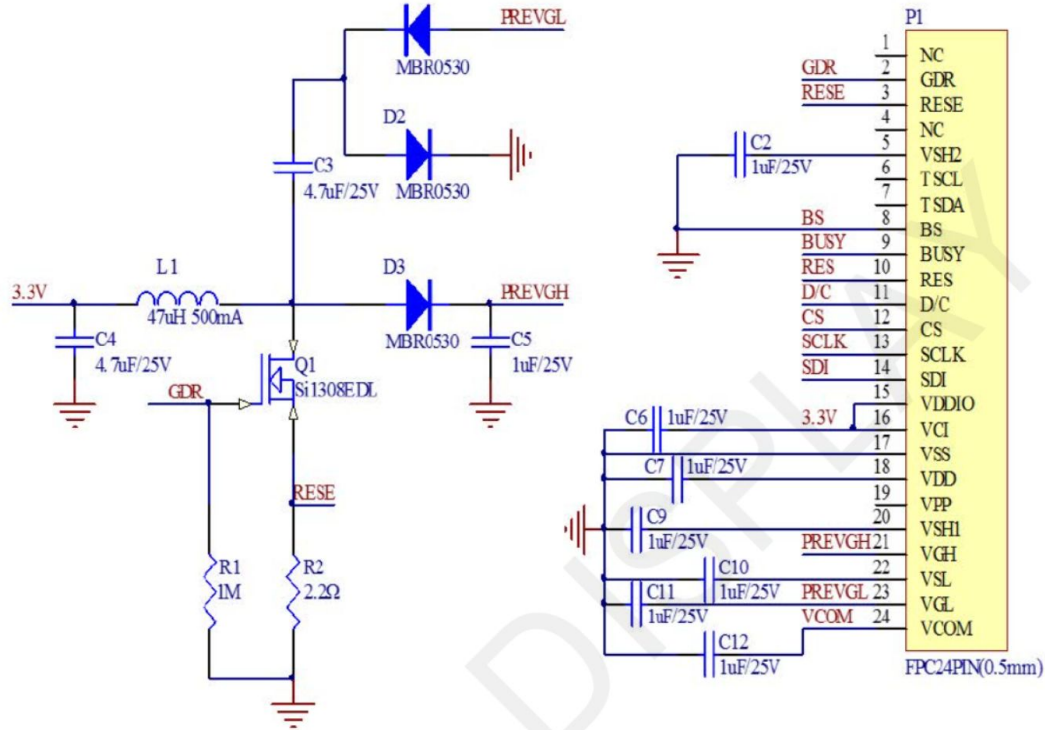 PREVGL
MBR0530
D2
MBR0530
C3
4.7uF/25V
3.3V
L1
47uH 500mA
D3
MBR0530
PREVGH
C4
4.7uF/25V
C5
1uF/25V
Q1
Si1308EDL
GDR
RESE
R1
1M
R2
2.2Ω
P1
1 NC
GDR 2 GDR
RESE 3 RESE
4 NC
5 VSH2
C2
1uF/25V
6 TSCL
7 TSDA
BS 8 BS
BUSY 9 BUSY
RES 10 RES
D/C 11 D/C
CS 12 CS
SCLK 13 SCLK
SDI 14 SDI
15 VDDIO
C6 1uF/25V 3.3V 16 VCI
17 VSS
C7 1uF/25V 18 VDD
19 VPP
C9 20 VSH1
1uF/25V
PREVGH 21 VGH
C10 22 VSL
1uF/25V
C11 PREVGL 23 VGL
1uF/25V
VCOM 24 VCOM
C12
1uF/25V
FPC24PIN(0.5mm)
DISPLAY